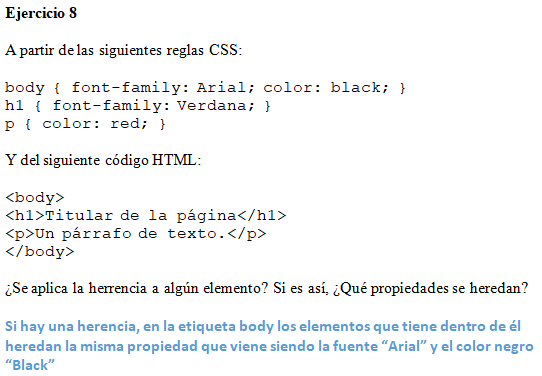 Ejercicio 8
A partir de las siguientes reglas CSS:
body { font-family: Arial; color: black; }
h1 { font-family: Verdana; }
p { color: red; }
Y del siguiente código HTML:
<body>
<h1>Titular de la página</h1>
<p>Un párrafo de texto.</p>
</body>
¿Se aplica la herrencia a algún elemento? Si es así, ¿Qué propiedades se heredan?
Si hay una herencia, en la etiqueta body los elementos que tiene dentro de él
heredan la misma propiedad que viene siendo la fuente “Arial” y el color negro
“Black”